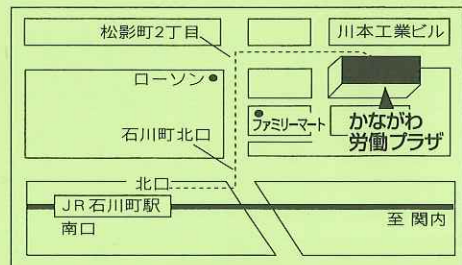 松影町2丁目
川本工業ビル
ローソン
ファミリーマート
かながわ
労働プラザ
石川町北口
北口
JR石川町駅
南口
至 関内